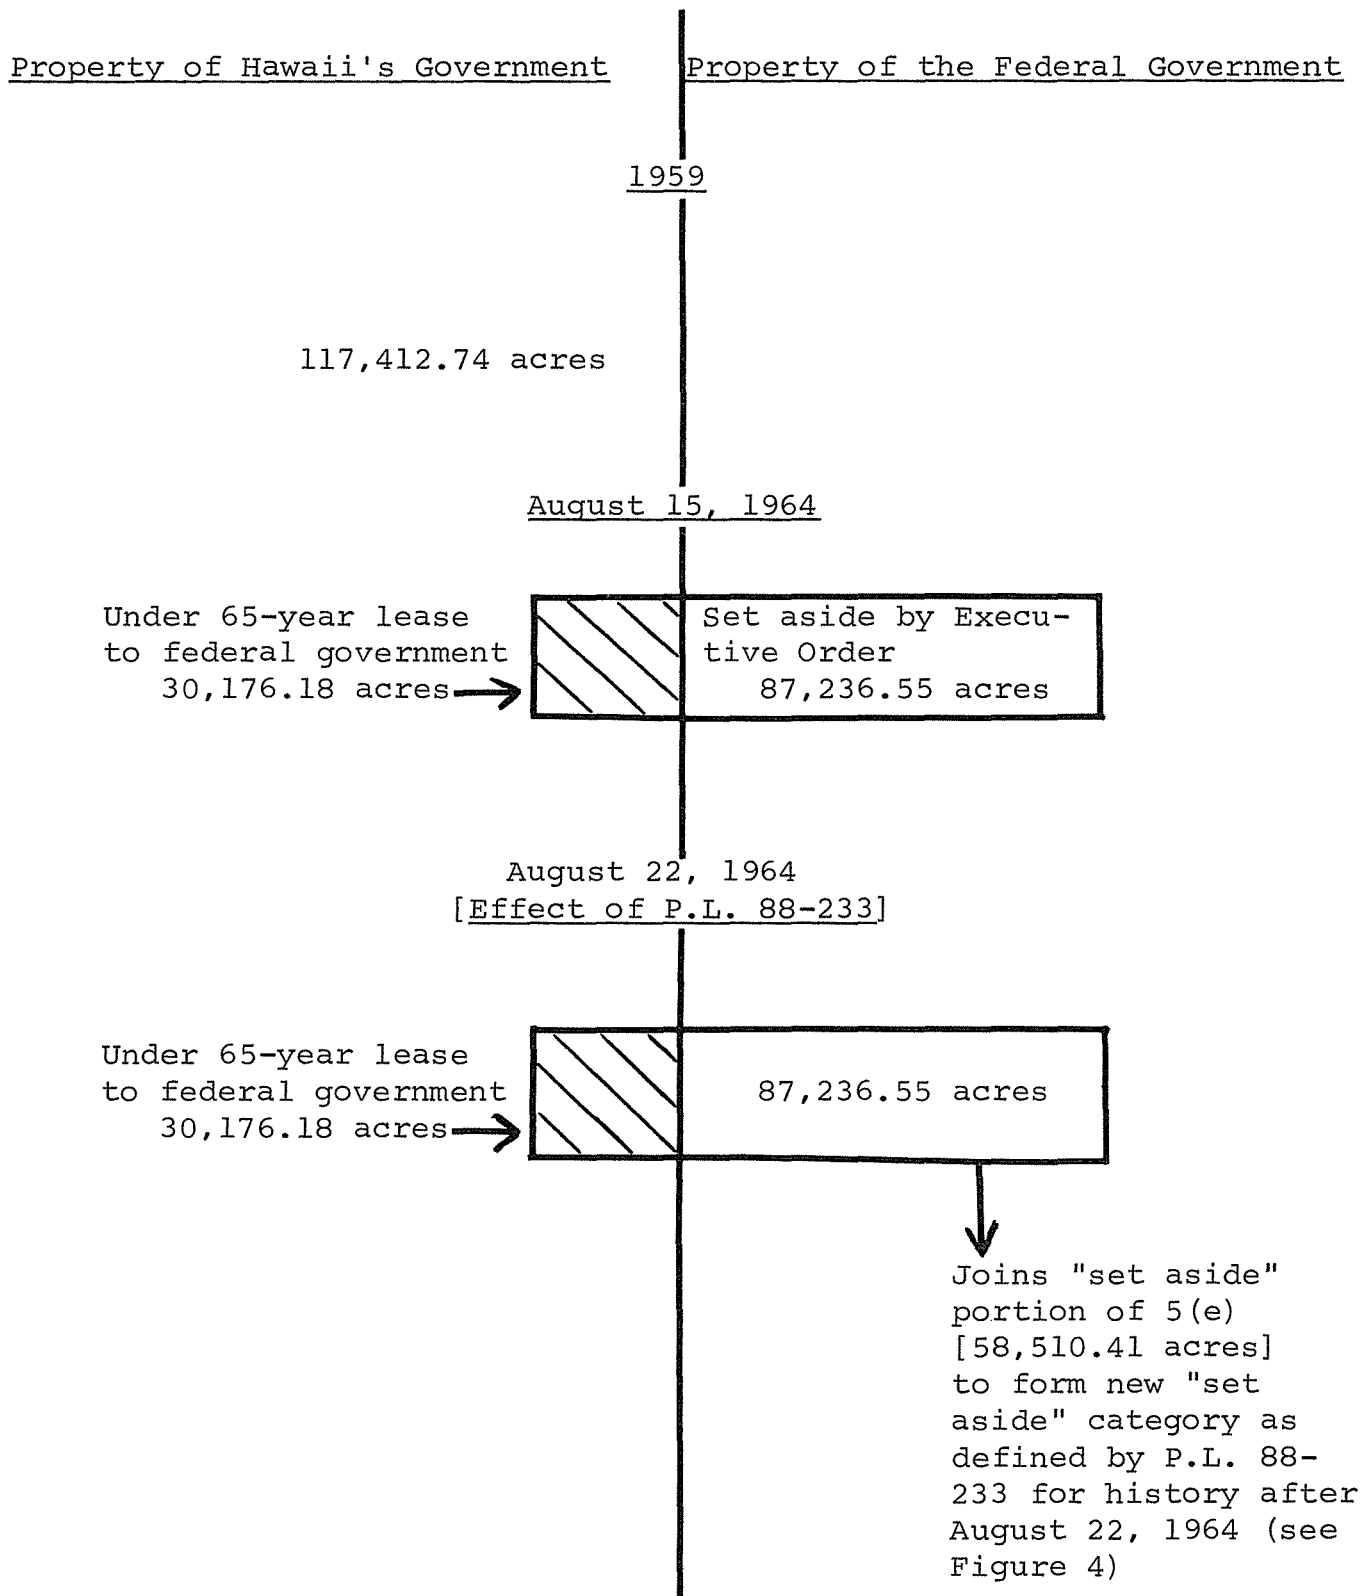 Property of Hawaii's Government
Property of the Federal Government
1959
117,412.74 acres
August 15, 1964
Under 65-year lease
to federal government
30,176.18 acres
Set aside by Execu-
tive Order
87,236.55 acres
August 22, 1964
[Effect of P.L. 88-233]
Under 65-year lease
to federal government
30,176.18 acres
87,236.55 acres
Joins "set aside"
portion of 5(e)
[58,510.41 acres]
to form new "set
aside" category as
defined by P.L. 88-
233 for history after
August 22, 1964 (see
Figure 4)